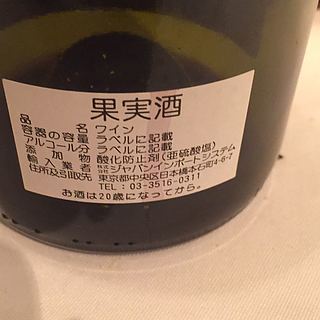 果実酒
品名 ワイン
容器の容量 ラベルに記載
アルコール分 ラベルに記載
添加物 酸化防止剤(亜硫酸塩)
輸入業者 株式会社ジャパンインポートシステム
住所及引取先 東京都中央区日本橋本石町4-6-7
TEL:03-3516-0311
お酒は20歳になってから。